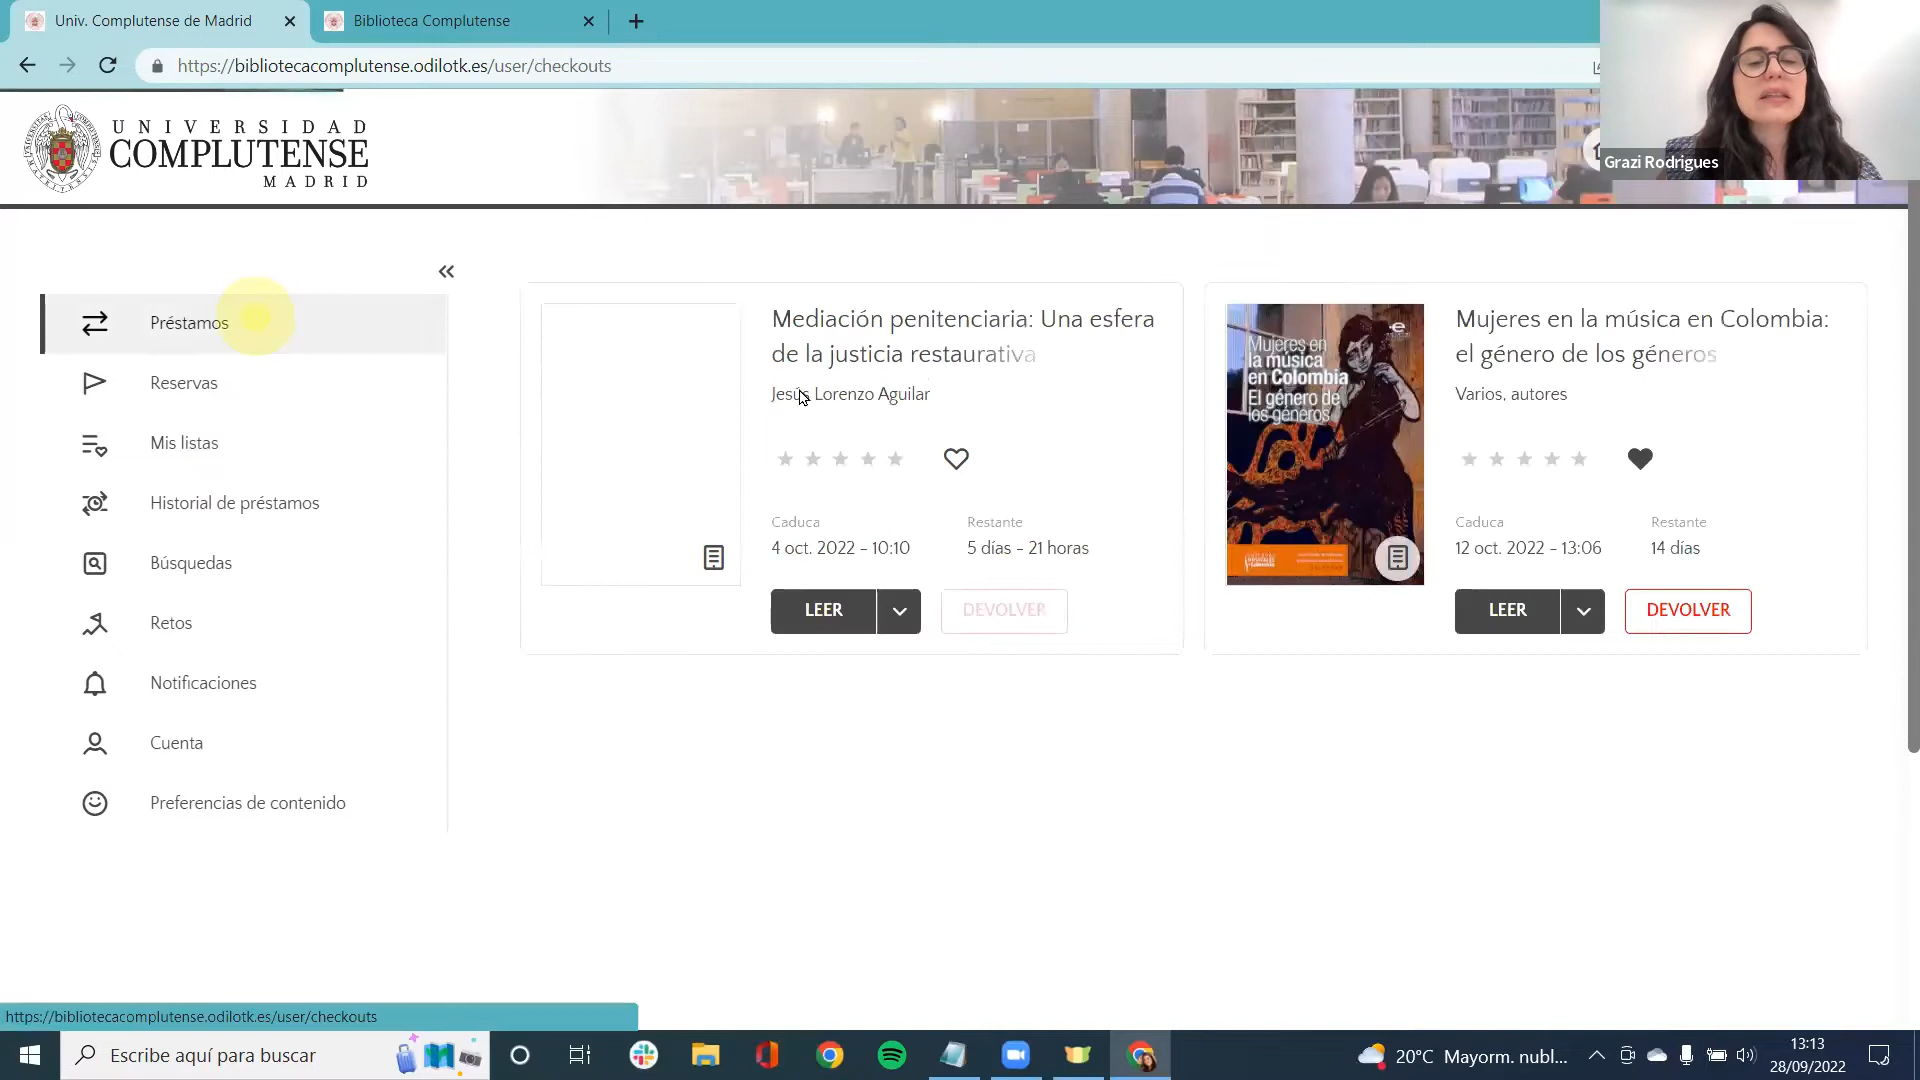 Univ. Complutense de Madrid
Biblioteca Complutense
https://bibliotecacomplutense.odilotk.es/user/checkouts
UNIVERSIDAD
COMPLUTENSE
MADRID
Grazi Rodrigues
Préstamos
Reservas
Mis listas
Historial de préstamos
Búsquedas
Retos
Notificaciones
Cuenta
Preferencias de contenido
Mediación penitenciaria: Una esfera
de la justicia restaurativa
Jesús Lorenzo Aguilar
Caduca
Restante
4 oct. 2022 - 10:10
5 días - 21 horas
LEER
DEVOLVER
Mujeres en
la música
en Colombia
El género de
los géneros
Mujeres en la música en Colombia:
el género de los géneros
Varios, autores
Caduca
Restante
12 oct. 2022 - 13:06
14 días
LEER
DEVOLVER
https://bibliotecacomplutense.odilotk.es/user/checkouts
Escribe aquí para buscar
20°C Mayorm. nubl...
13:13
28/09/2022